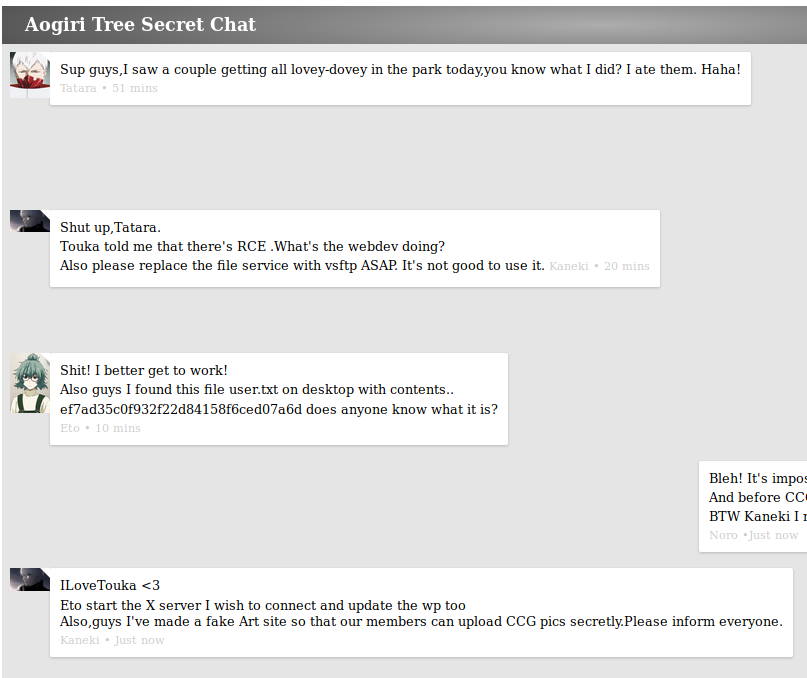 Aogiri Tree Secret Chat
Sup guys,I saw a couple getting all lovey-dovey in the park today,you know what I did? I ate them. Haha!
Tatara • 51 mins
Shut up,Tatara.
Touka told me that there's RCE .What's the webdev doing?
Also please replace the file service with vsftp ASAP. It's not good to use it. Kaneki • 20 mins
Shit! I better get to work!
Also guys I found this file user.txt on desktop with contents..
ef7ad35c0f932f22d84158f6ced07a6d does anyone know what it is?
Eto • 10 mins
Bleh! It's
And before
BTW Kaneki I
Noro •Just now
ILoveTouka <3
Eto start the X server I wish to connect and update the wp too
Also,guys I've made a fake Art site so that our members can upload CCG pics secretly.Please inform everyone.
Kaneki • Just now